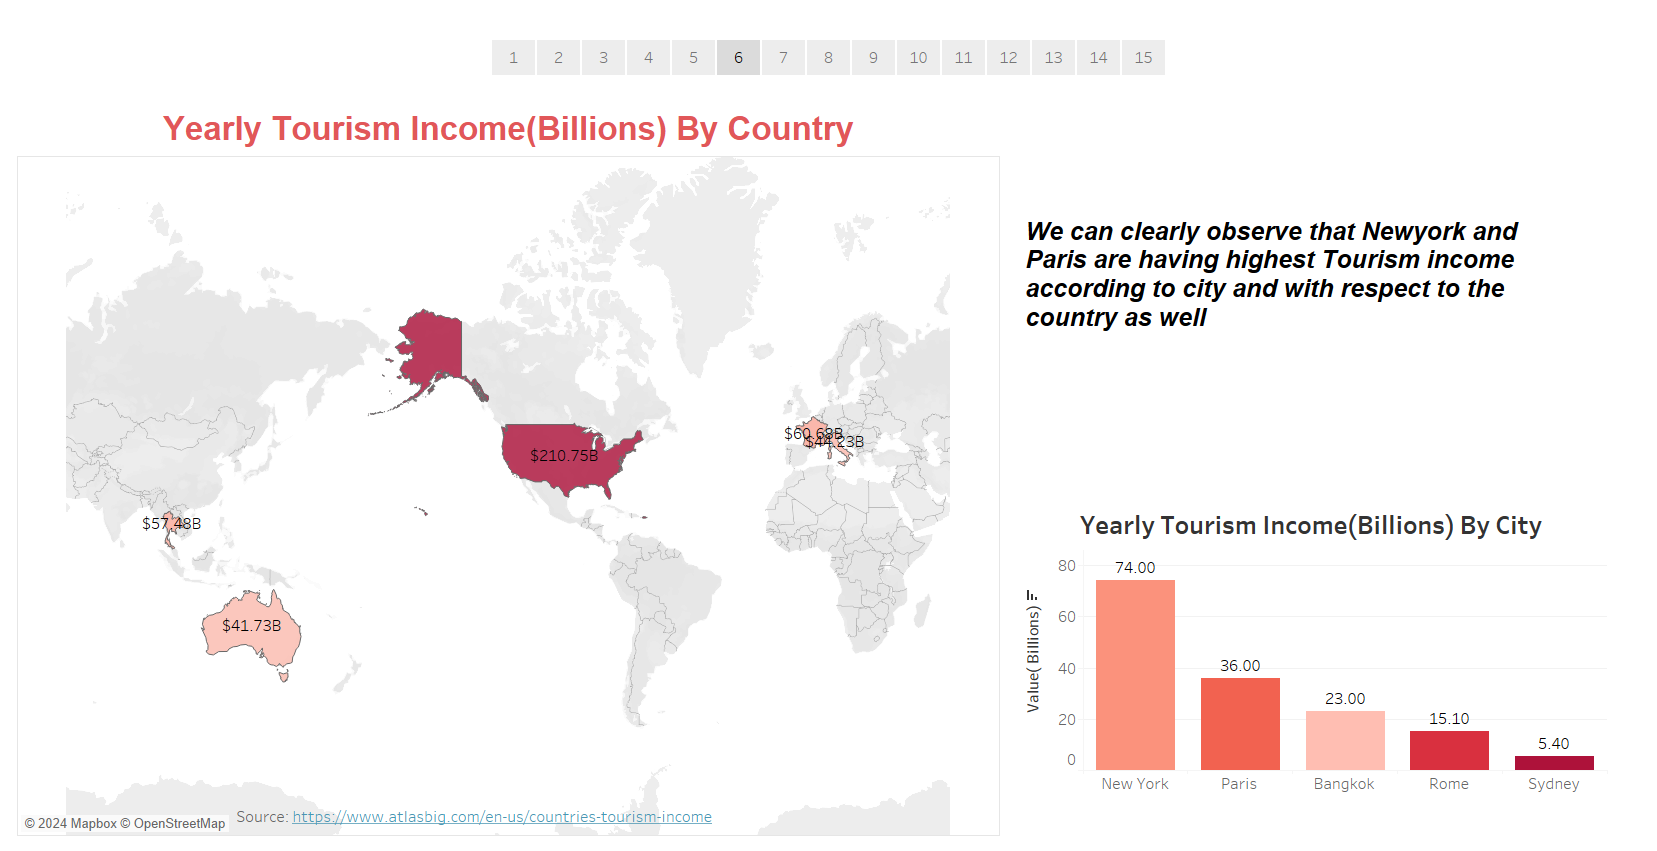 1 2 3 4 5 6 7 8 9 10 11 12 13 14 15
Yearly Tourism Income(Billions) By Country
$210.75B
$60.68B
$44.23B
$57.48B
$41.73B
© 2024 Mapbox © OpenStreetMap
Source: https://www.atlasbig.com/en-us/countries-tourism-income
We can clearly observe that Newyork and
Paris are having highest Tourism income
according to city and with respect to the
country as well
Yearly Tourism Income(Billions) By City
Value( Billions)
80
60
40
20
0
74.00
36.00
23.00
15.10
5.40
New York Paris Bangkok Rome Sydney